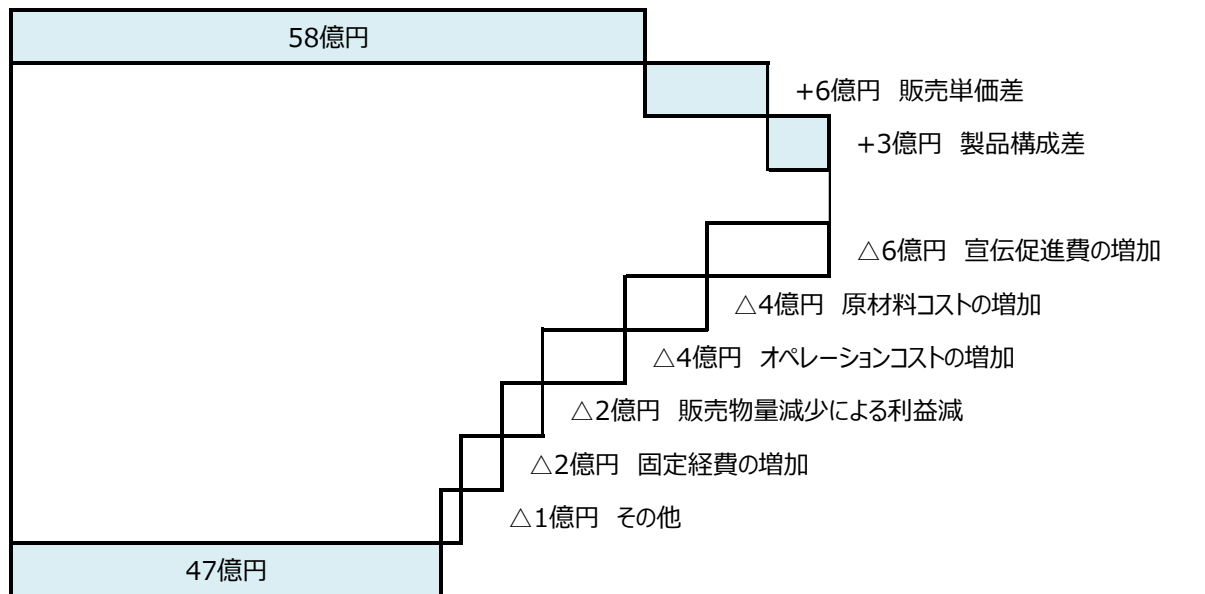 58億円
+6億円　販売単価差
+3億円　製品構成差
△6億円　宣伝促進費の増加
△4億円　原材料コストの増加
△4億円　オペレーションコストの増加
△2億円　販売物量減少による利益減
△2億円　固定経費の増加
△1億円　その他
47億円